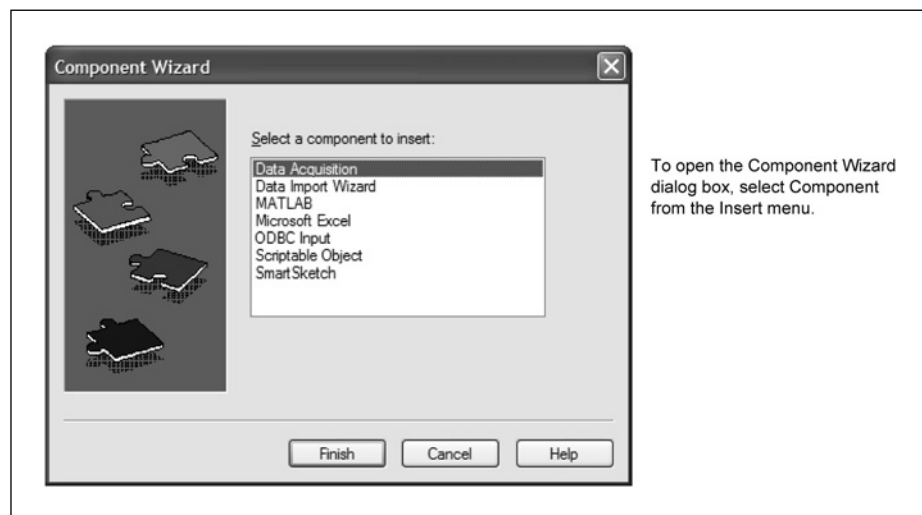 Component Wizard
Select a component to insert:
Data Acquisition
Data Import Wizard
MATLAB
Microsoft Excel
ODBC Input
Scriptable Object
SmartSketch
Finish
Cancel
Help
To open the Component Wizard
dialog box, select Component
from the Insert menu.